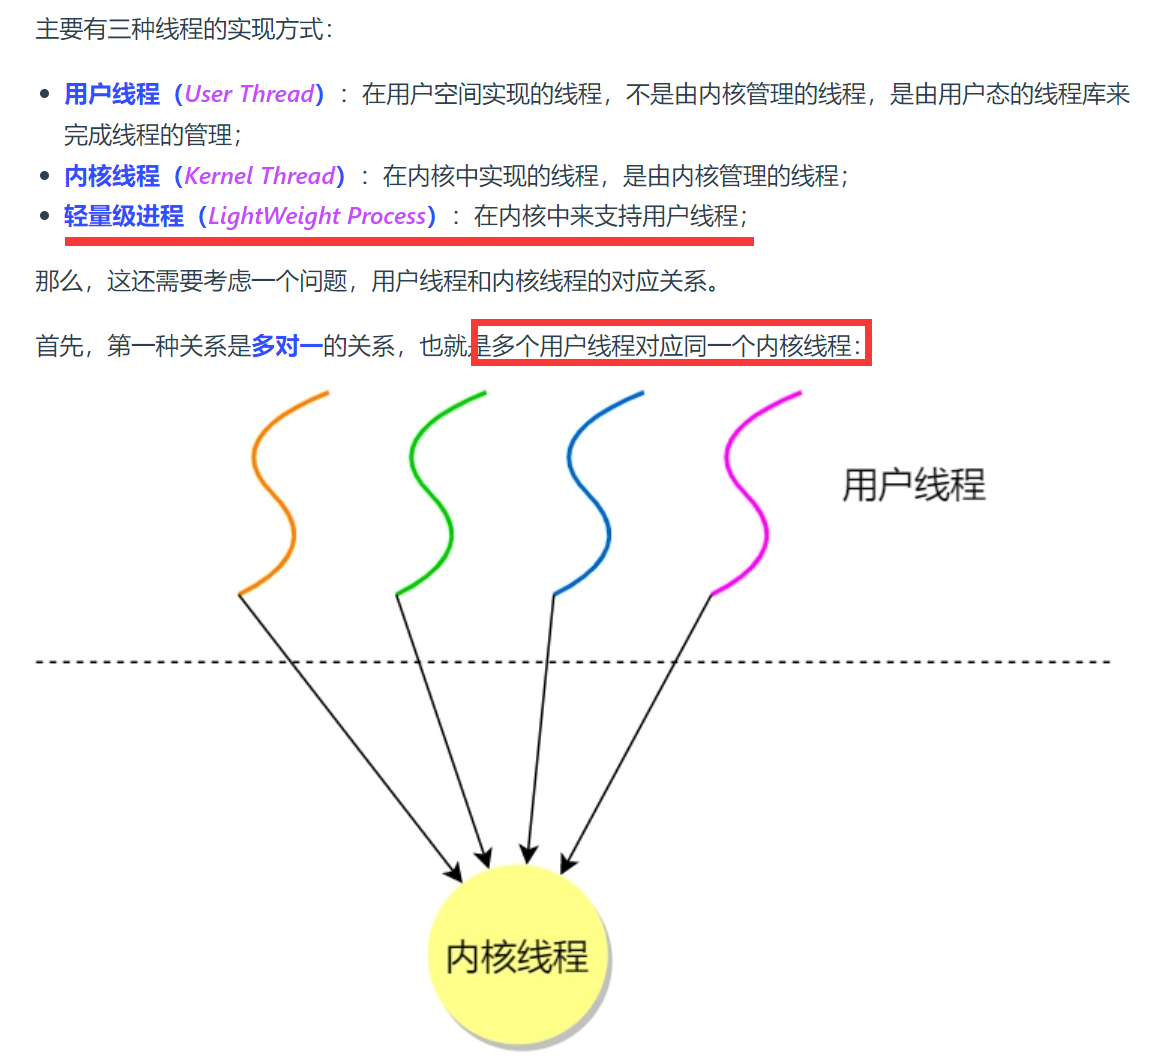 主要有三种线程的实现方式：
用户线程（User Thread）：在用户空间实现的线程，不是由内核管理的线程，是由用户态的线程库来
完成线程的管理；
内核线程（Kernel Thread）：在内核中实现的线程，是由内核管理的线程；
轻量级进程（LightWeight Process）：在内核中来支持用户线程；
那么，这还需要考虑一个问题，用户线程和内核线程的对应关系。
首先，第一种关系是多对一的关系，也就是多个用户线程对应同一个内核线程：
用户线程
内核线程